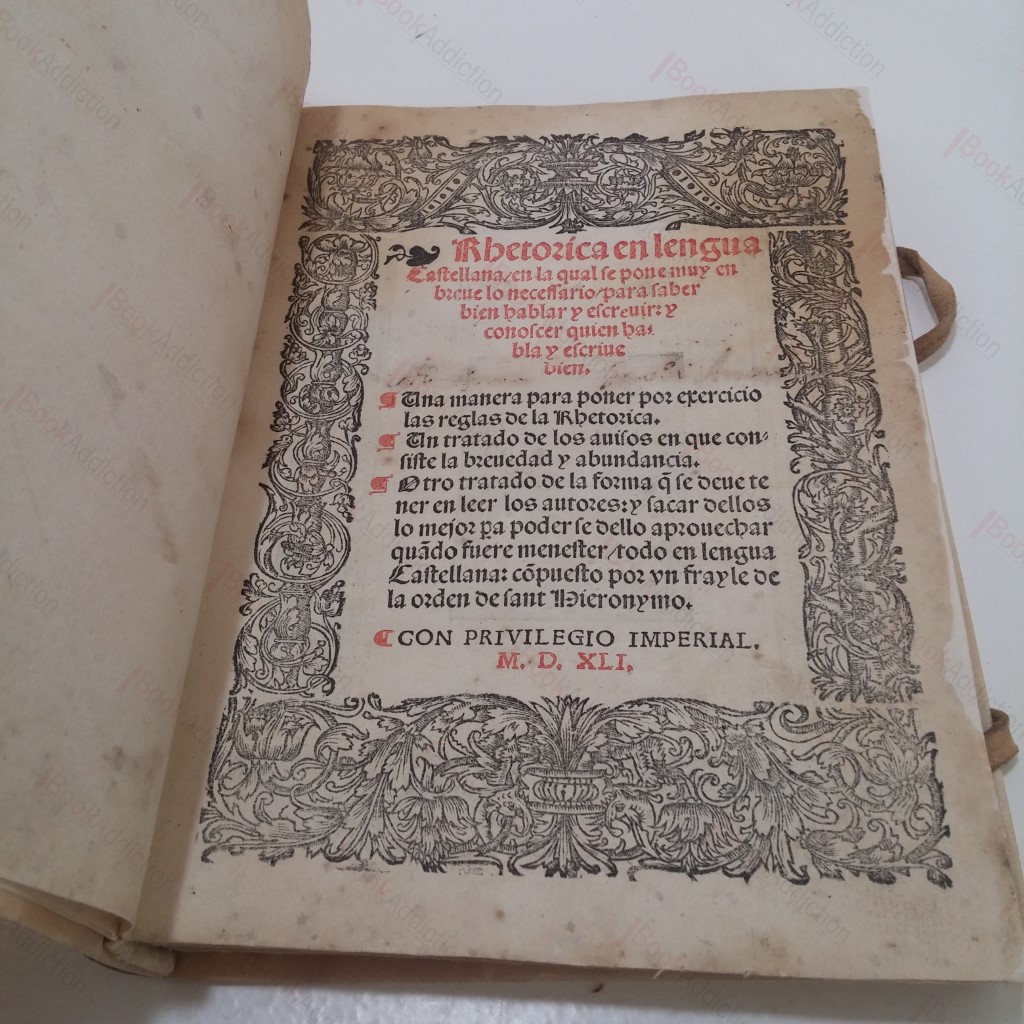 Rhetorica en lengua
Castellana/en la qual se pone muy en
breue lo necessario/para saber
bien hablar y escreuir: y
conoscer quien ha-
bla y escriue
bien.
¶ Una manera para poner por exercicio
las reglas de la Rhetorica.
¶ Un tratado de los auisos en que con-
siste la breuedad y abundancia.
¶ Otro tratado de la forma q̃ se deue te
ner en leer los autores: y sacar dellos
lo mejor ꝑa poder se dello aprouechar
quãdo fuere menester/todo en lengua
Castellana: cõpuesto por vn frayle de
la orden de sant Hieronymo.
¶ CON PRIVILEGIO IMPERIAL.
M. D. XLI.
BookAddiction